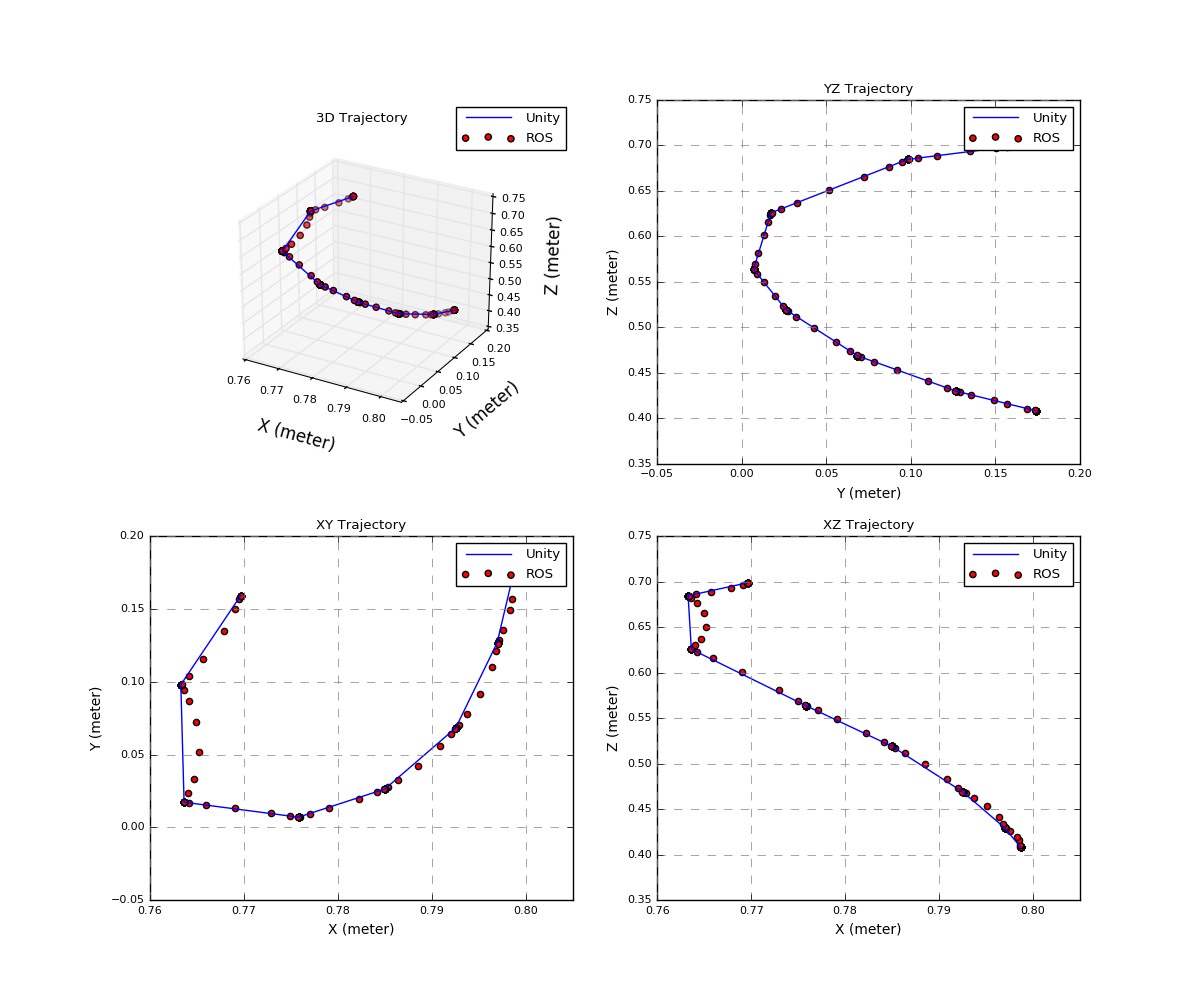 3D Trajectory
Unity
ROS
0.75
0.70
0.65
0.60
0.55
0.50
0.45
0.40
0.35
0.20
0.15
0.10
0.05
0.00
−0.05
0.76
0.77
0.78
0.79
0.80
X (meter)
Y (meter)
Z (meter)
YZ Trajectory
Unity
ROS
0.75
0.70
0.65
0.60
0.55
0.50
0.45
0.40
0.35
−0.05 0.00 0.05 0.10 0.15 0.20
Y (meter)
Z (meter)
XY Trajectory
Unity
ROS
0.20
0.15
0.10
0.05
0.00
−0.05
0.76 0.77 0.78 0.79 0.80
X (meter)
Y (meter)
XZ Trajectory
Unity
ROS
0.75
0.70
0.65
0.60
0.55
0.50
0.45
0.40
0.35
0.76 0.77 0.78 0.79 0.80
X (meter)
Z (meter)